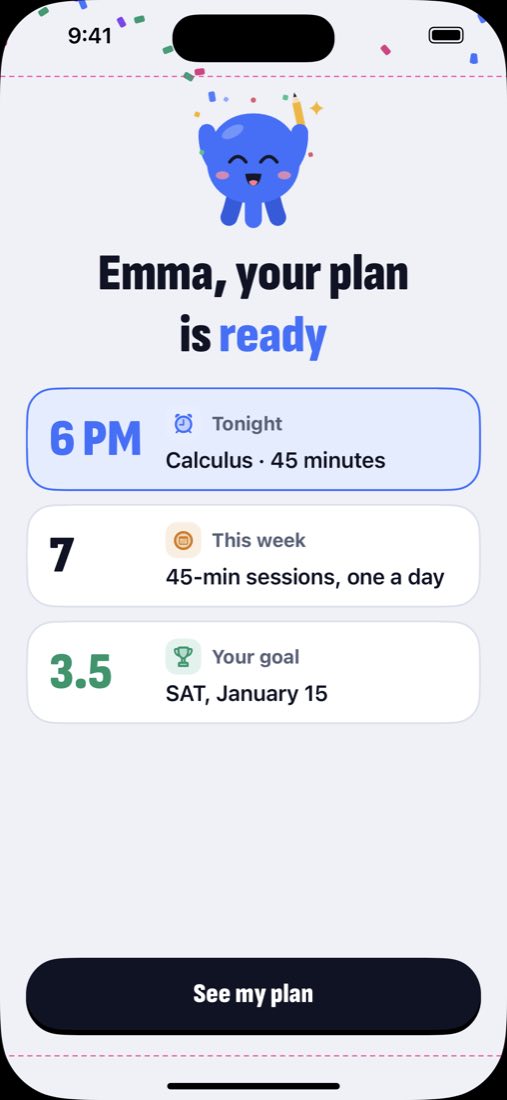 9:41
Emma, your plan
is ready
6 PM
Tonight
Calculus · 45 minutes
7
This week
45-min sessions, one a day
3.5
Your goal
SAT, January 15
See my plan